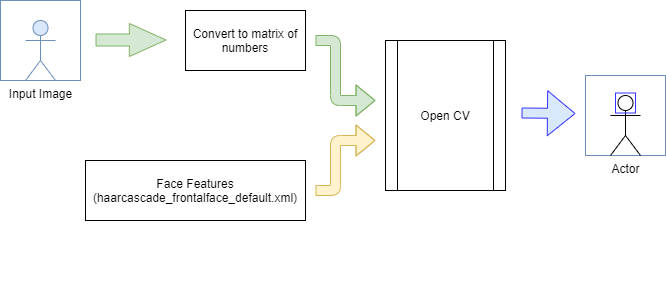 Convert to matrix of
numbers
Input Image
Open CV
Face Features
(haarcascade_frontalface_default.xml)
Actor